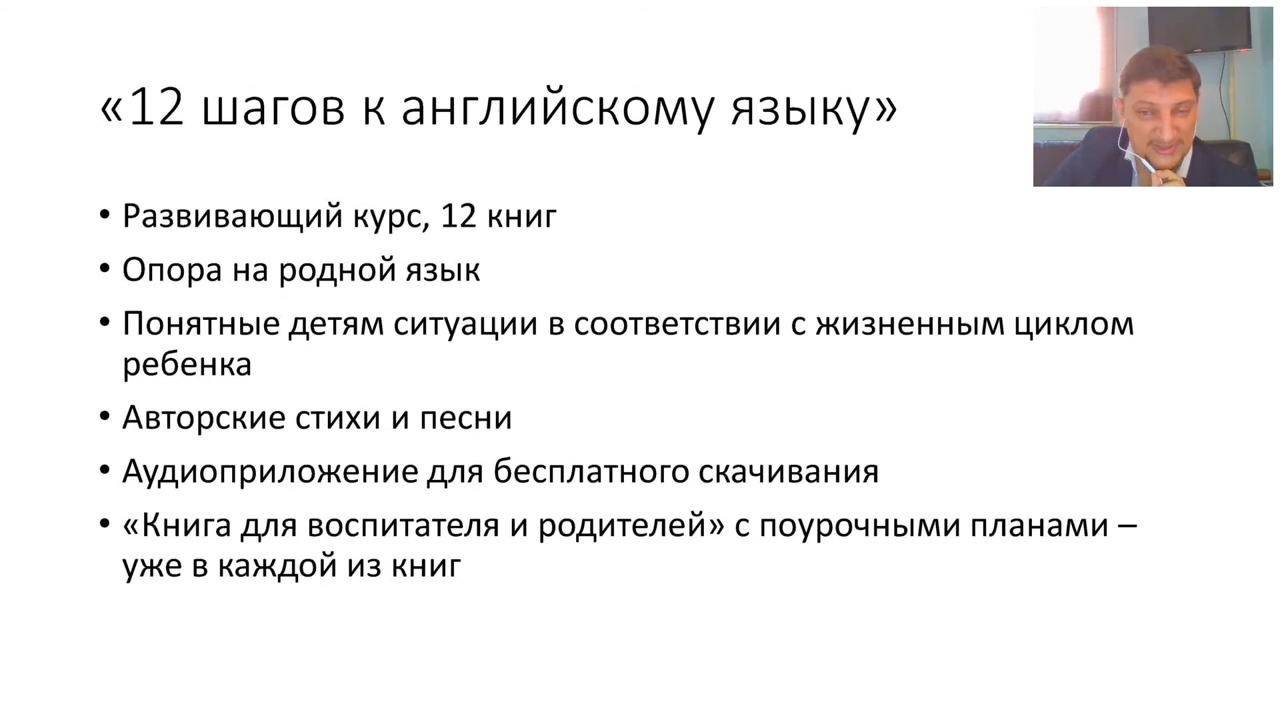 «12 шагов к английскому языку»
• Развивающий курс, 12 книг
• Опора на родной язык
• Понятные детям ситуации в соответствии с жизненным циклом
ребенка
• Авторские стихи и песни
• Аудиоприложение для бесплатного скачивания
• «Книга для воспитателя и родителей» с поурочными планами –
уже в каждой из книг